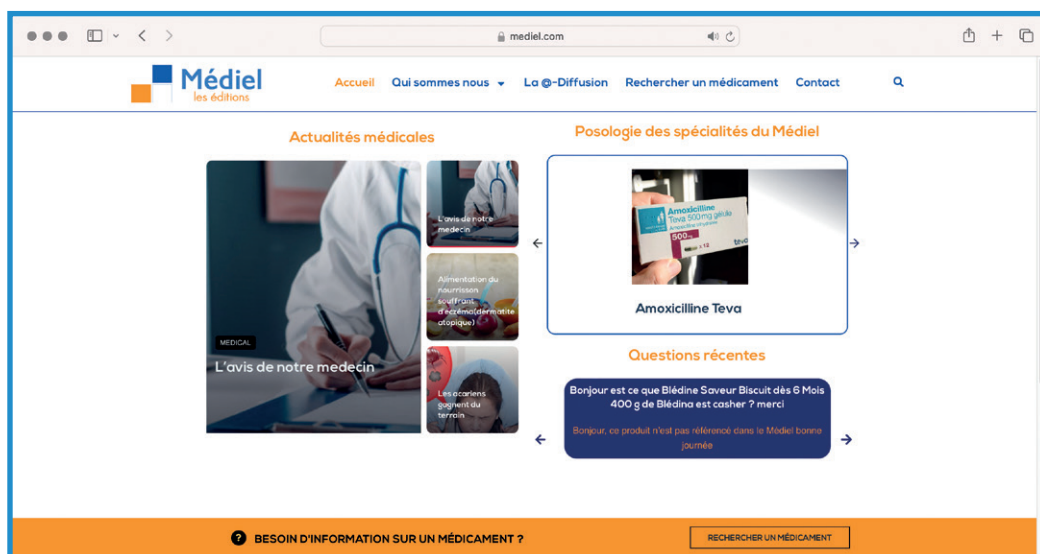 mediel.com
Médiel
les éditions
Accueil
Qui sommes nous
La @-Diffusion
Rechercher un médicament
Contact
Actualités médicales
MEDICAL
L'avis de notre medecin
L'avis de notre
medecin
Alimentation du
nourrisson
souffrant
d'eczéma(dermatite
atopique)
Les acariens
gagnent du
terrain
Posologie des spécialités du Médiel
Amoxicilline
Teva 500 mg gélule
500 mg
x 12
teva
Amoxicilline Teva
Questions récentes
Bonjour est ce que Blédine Saveur Biscuit dès 6 Mois
400 g de Blédina est casher ? merci
Bonjour, ce produit n'est pas référencé dans le Médiel bonne
journée
? BESOIN D'INFORMATION SUR UN MÉDICAMENT ?
RECHERCHER UN MÉDICAMENT